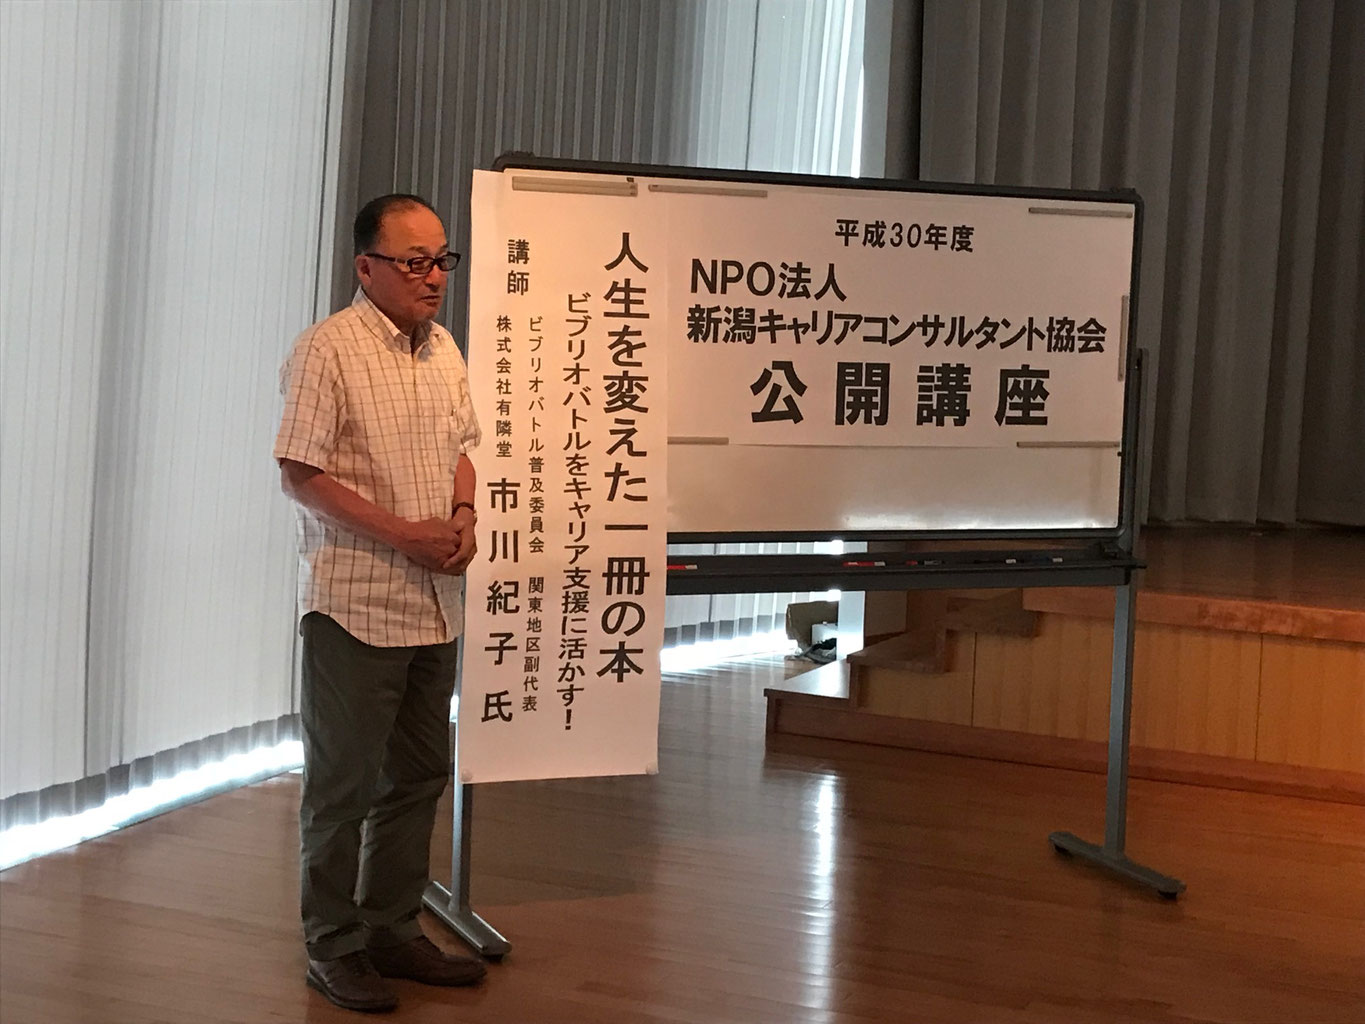 平成30年度
NPO法人
新潟キャリアコンサルタント協会
公開講座
人生を変えた一冊の本
ビブリオバトルをキャリア支援に活かす！
講師
ビブリオバトル普及委員会 関東地区副代表
株式会社有隣堂 市川紀子氏